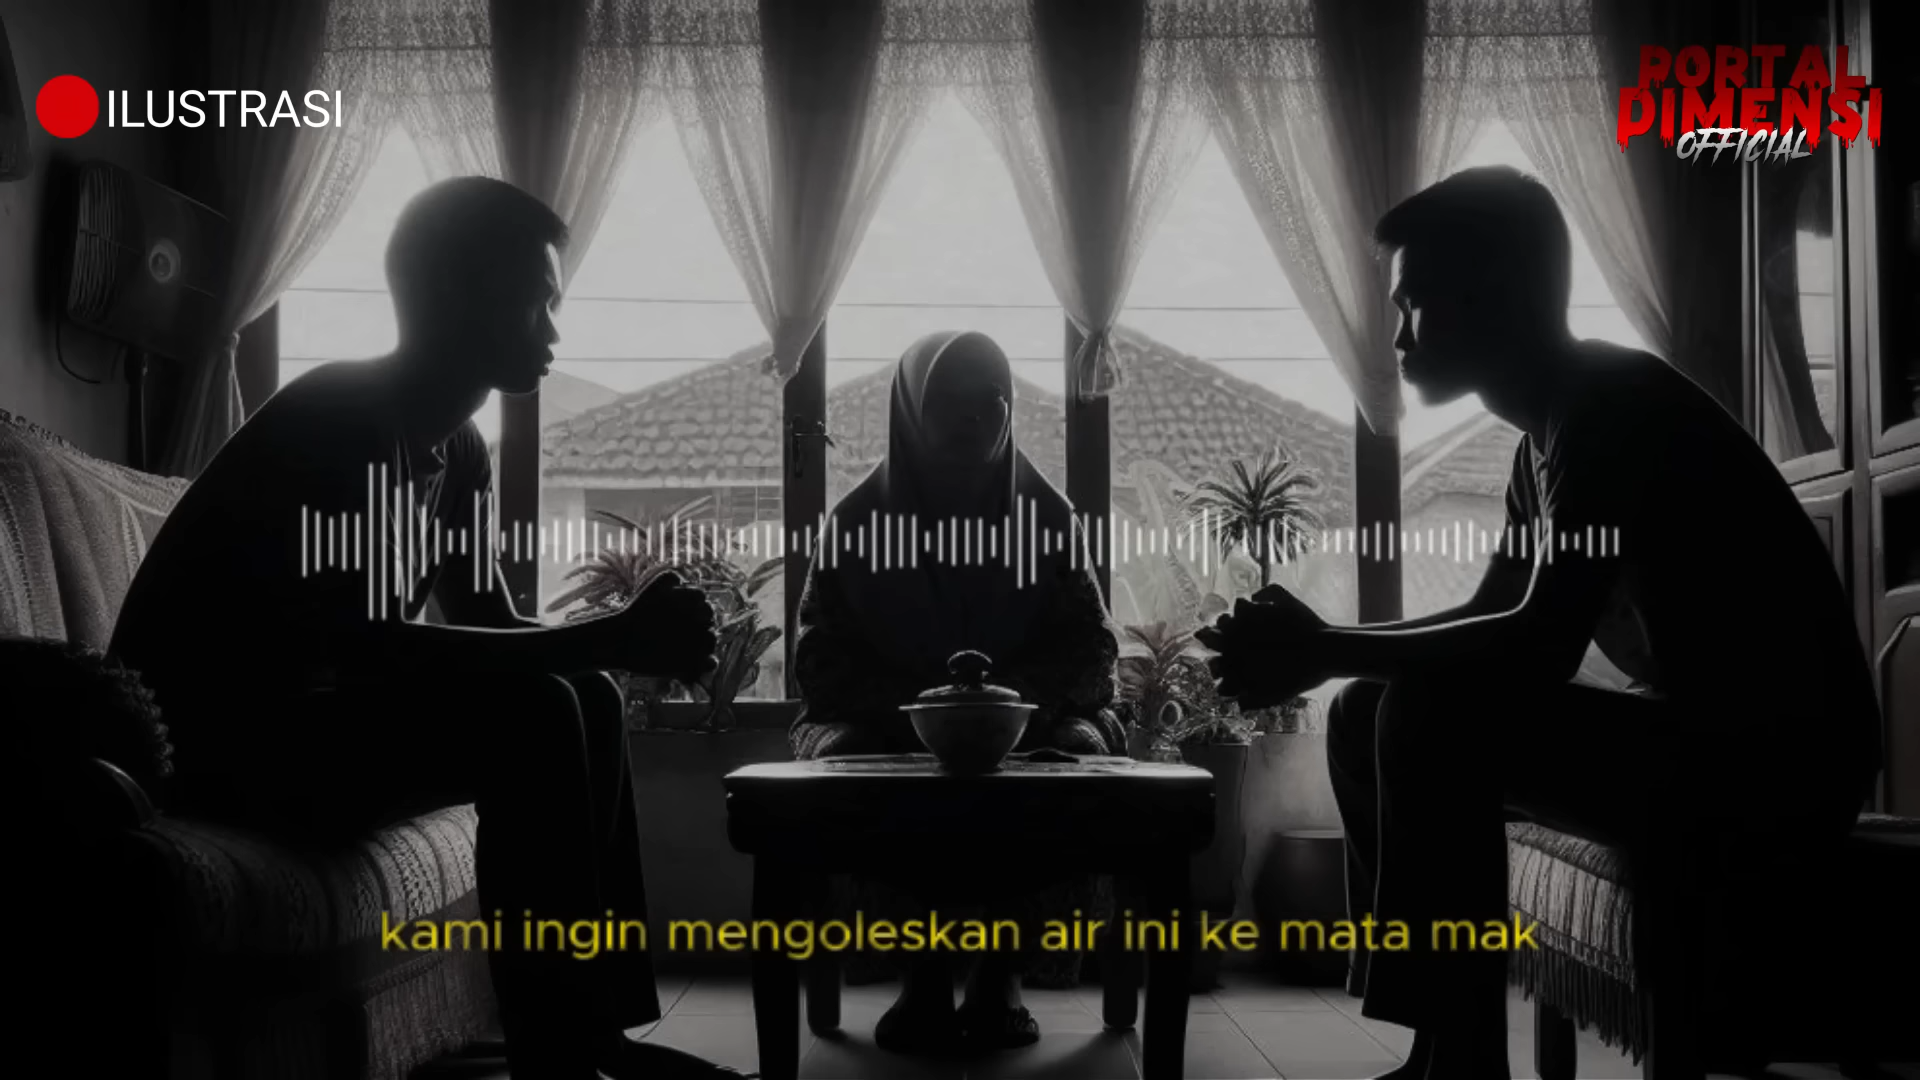 ILUSTRASI
PORTAL
DIMENSI
OFFICIAL
kami ingin mengoleskan air ini ke mata mak